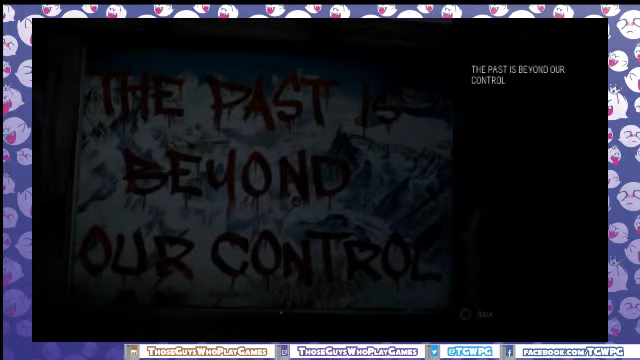 THE PAST IS
BEYOND
OUR CONTROL
THE PAST IS BEYOND OUR
CONTROL
Back
THOSEGUYSWHOPLAYGAMES
THOSEGUYSWHOPLAYGAMES
@TGWPG
FACEBOOK.COM/TGWPG